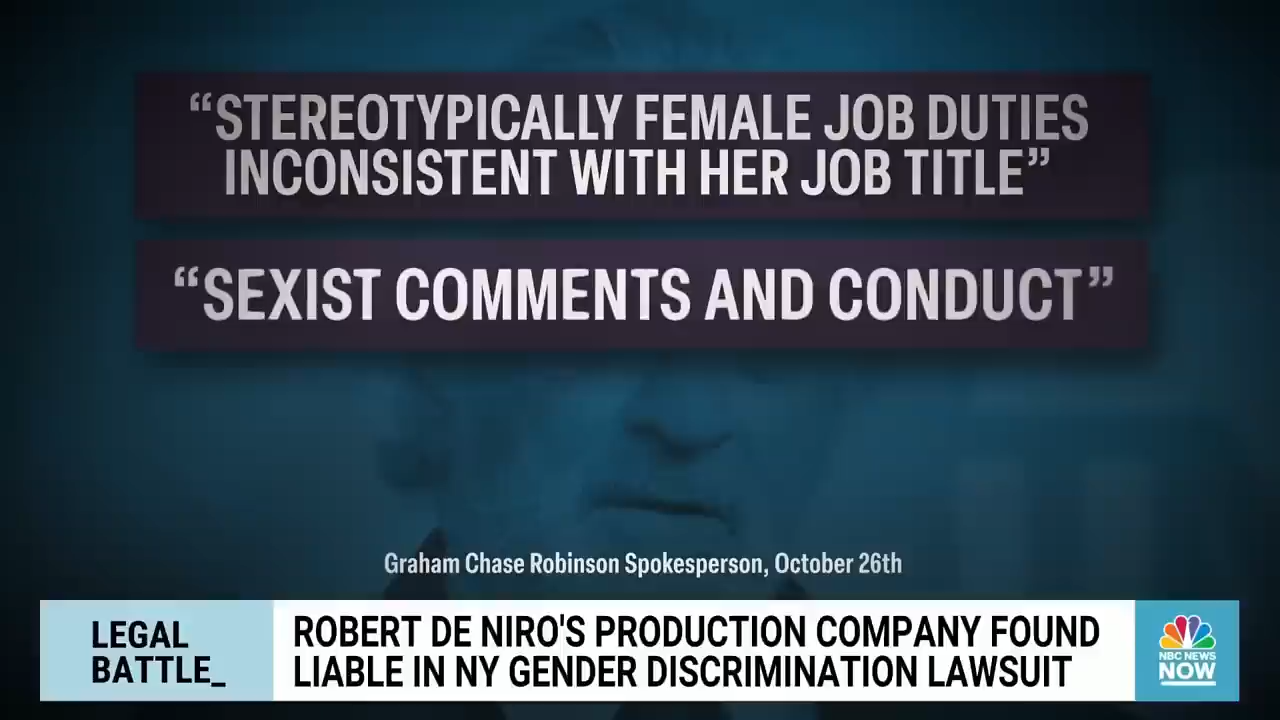 “STEREOTYPICALLY FEMALE JOB DUTIES
INCONSISTENT WITH HER JOB TITLE”
“SEXIST COMMENTS AND CONDUCT”
Graham Chase Robinson Spokesperson, October 26th
LEGAL
BATTLE_
ROBERT DE NIRO'S PRODUCTION COMPANY FOUND
LIABLE IN NY GENDER DISCRIMINATION LAWSUIT
NBC NEWS
NOW